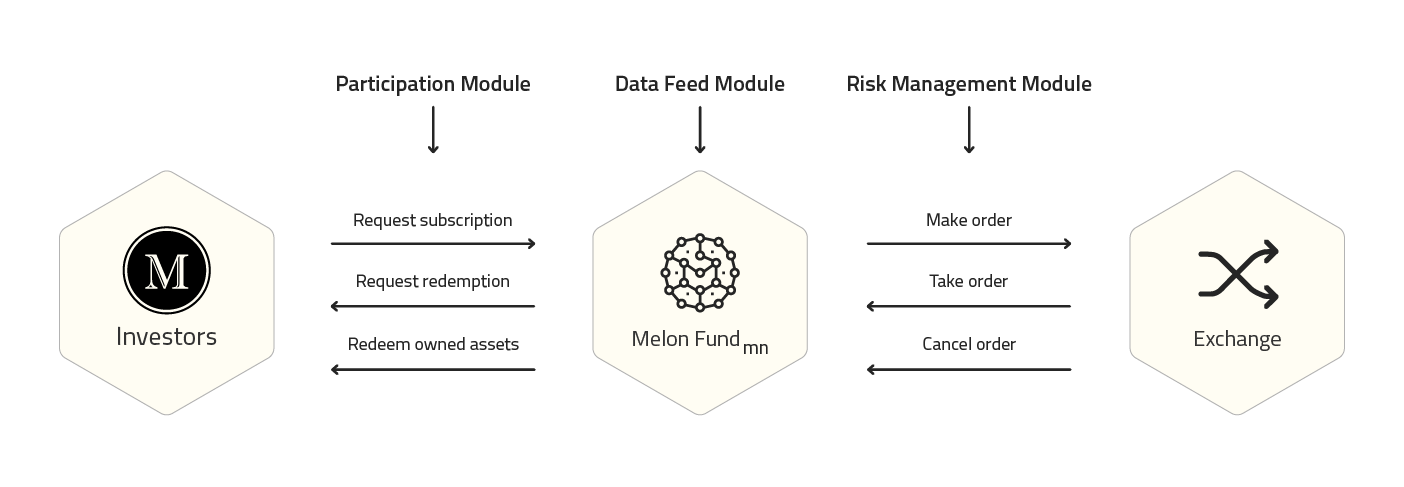 Participation Module
Data Feed Module
Risk Management Module
Request subscription
Make order
Request redemption
Take order
Redeem owned assets
Cancel order
M
Investors
Melon Fund mn
Exchange